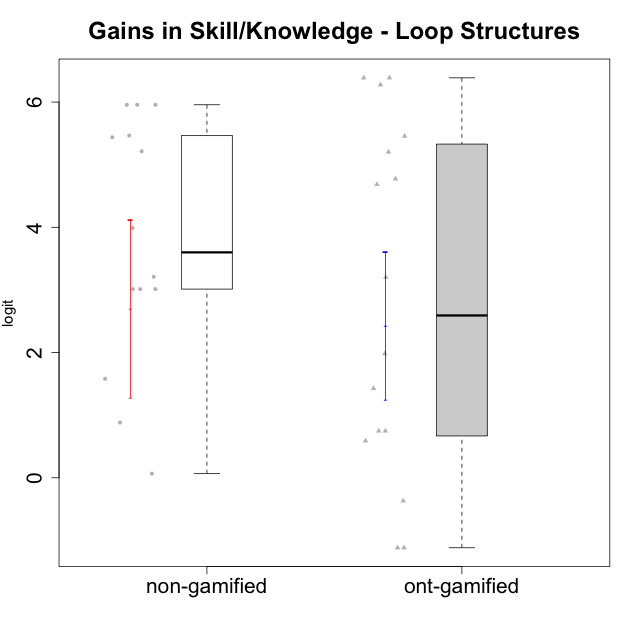 Gains in Skill/Knowledge - Loop Structures
logit
6
4
2
0
non-gamified
ont-gamified